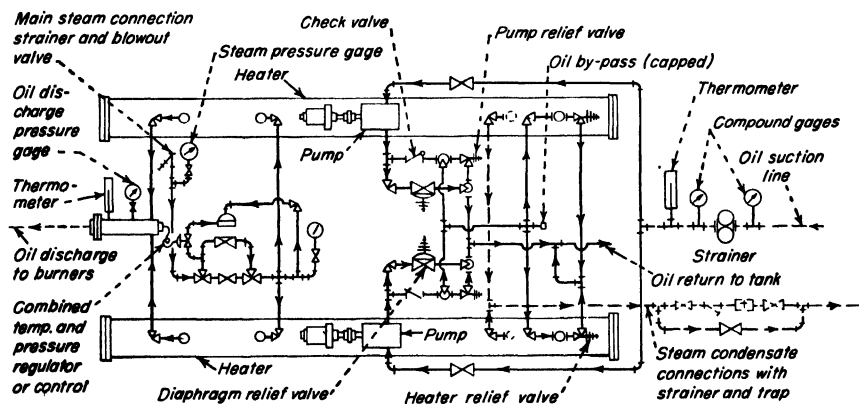 Main steam connection
strainer and blowout
valve
Check valve
Steam pressure gage
Pump relief valve
Oil by-pass (capped)
Heater
Thermometer
Oil dis-
charge
pressure
gage
Compound gages
Pump
Oil suction
line
Thermo-
meter
Oil discharge
to burners
Strainer
Oil return to tank
Combined
temp. and
pressure
regulator
or control
Pump
Heater
Diaphragm relief valve
Heater relief valve
Steam condensate
connections with
strainer and trap